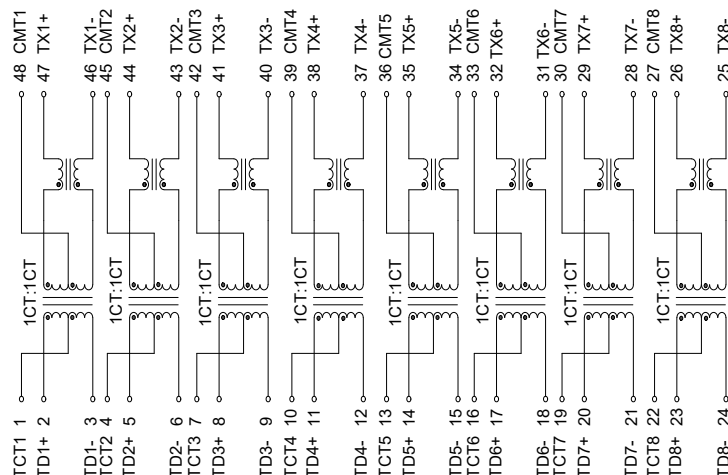 48 CMT1
47 TX1+
46 TX1-
45 CMT2
44 TX2+
43 TX2-
42 CMT3
41 TX3+
40 TX3-
39 CMT4
38 TX4+
37 TX4-
36 CMT5
35 TX5+
34 TX5-
33 CMT6
32 TX6+
31 TX6-
30 CMT7
29 TX7+
28 TX7-
27 CMT8
26 TX8+
25 TX8-
1CT:1CT
1CT:1CT
1CT:1CT
1CT:1CT
1CT:1CT
1CT:1CT
1CT:1CT
1CT:1CT
TCT1 1
TD1+ 2
TD1- 3
TCT2 4
TD2+ 5
TD2- 6
TCT3 7
TD3+ 8
TD3- 9
TCT4 10
TD4+ 11
TD4- 12
TCT5 13
TD5+ 14
TD5- 15
TCT6 16
TD6+ 17
TD6- 18
TCT7 19
TD7+ 20
TD7- 21
TCT8 22
TD8+ 23
TD8- 24